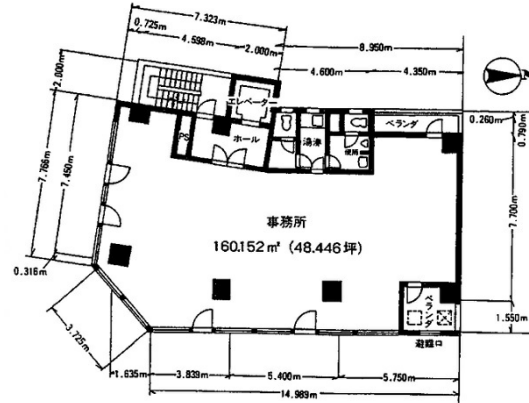 7.323m
0.725m
4.598m
2.000m
8.950m
4.600m
4.350m
2.000m
エレベーター
PS
ホール
湯沸
便所
ベランダ
0.260m
0.790m
7.766m
7.450m
7.700m
事務所
160.152㎡ (48.446坪)
0.316m
ベランダ
1.550m
避難口
3.725m
1.635m
3.839m
5.400m
5.750m
14.989m